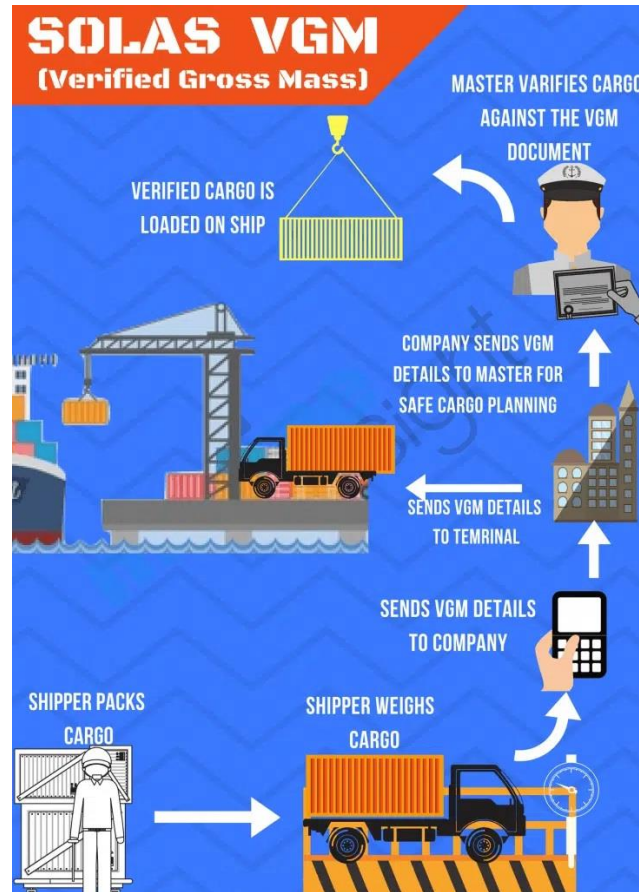 SOLAS VGM
(Verified Gross Mass)
MASTER VARIFIES CARGO
AGAINST THE VGM
DOCUMENT
VERIFIED CARGO IS
LOADED ON SHIP
COMPANY SENDS VGM
DETAILS TO MASTER FOR
SAFE CARGO PLANNING
SENDS VGM DETAILS
TO TEMRINAL
SENDS VGM DETAILS
TO COMPANY
SHIPPER PACKS
CARGO
SHIPPER WEIGHS
CARGO